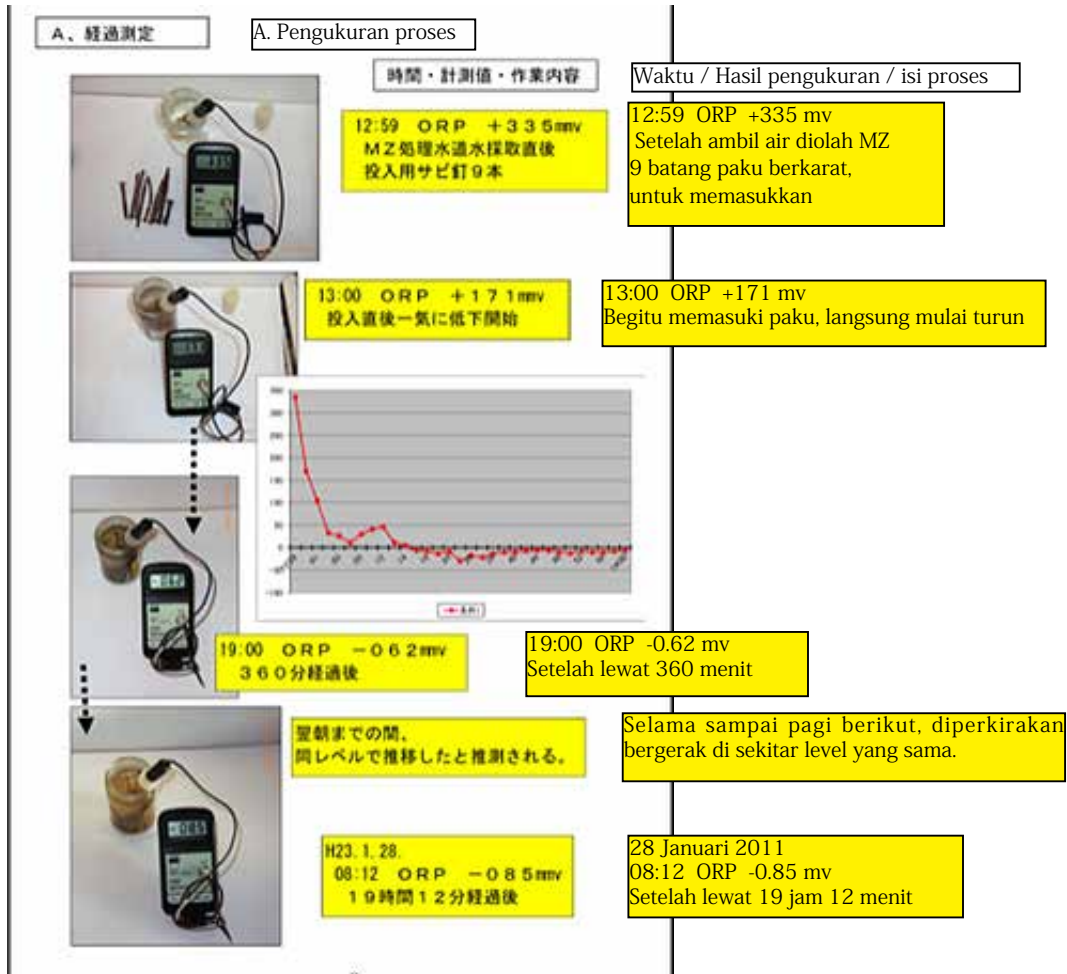 A、経過測定
A. Pengukuran proses
時間・計測値・作業内容
Waktu / Hasil pengukuran / isi proses
12:59 ORP +335mmv
MZ処理水道水採取直後
投入用サビ釘9本
12:59 ORP +335 mv
Setelah ambil air diolah MZ
9 batang paku berkarat,
untuk memasukkan
13:00 ORP +171mmv
投入直後一気に低下開始
13:00 ORP +171 mv
Begitu memasuki paku, langsung mulai turun
50
0
19:00 ORP -062mmv
360分経過後
19:00 ORP -0.62 mv
Setelah lewat 360 menit
翌朝までの間、
同レベルで推移したと推測される。
Selama sampai pagi berikut, diperkirakan
bergerak di sekitar level yang sama.
-085
H23.1.28.
08:12 ORP -085mmv
19時間12分経過後
28 Januari 2011
08:12 ORP -0.85 mv
Setelah lewat 19 jam 12 menit